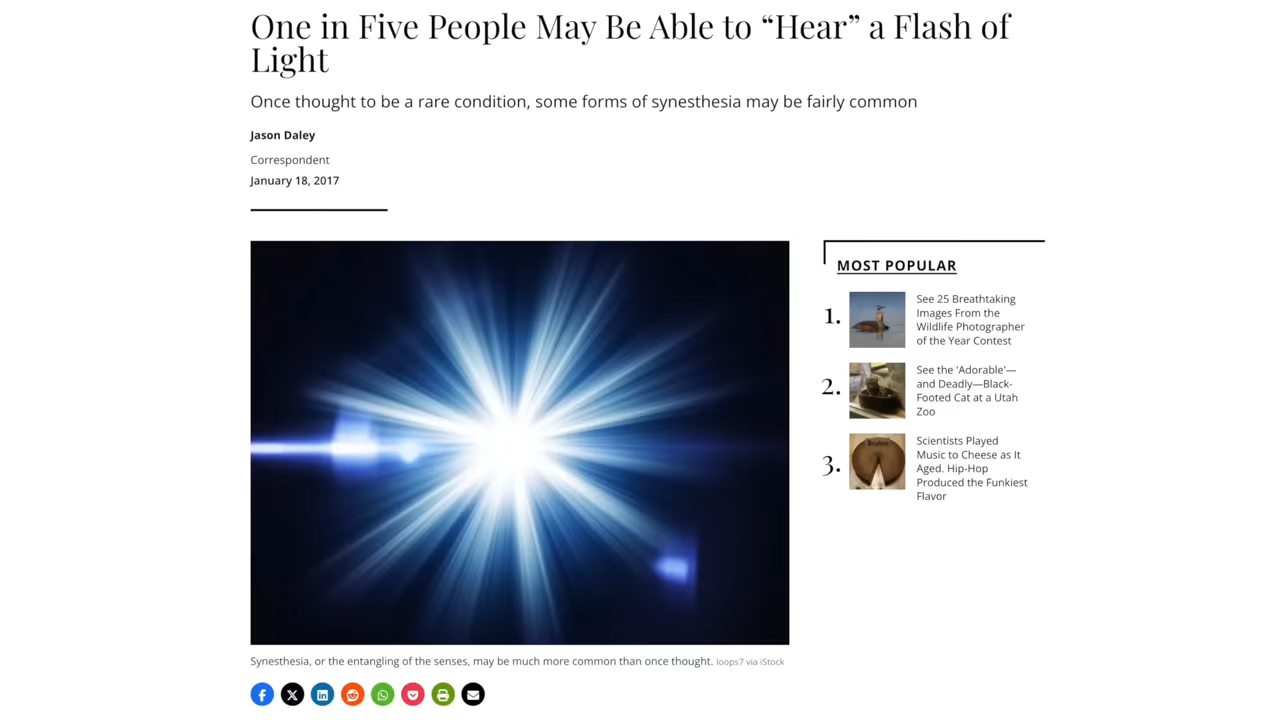 One in Five People May Be Able to “Hear” a Flash of
Light
Once thought to be a rare condition, some forms of synesthesia may be fairly common
Jason Daley
Correspondent
January 18, 2017
MOST POPULAR
1.
See 25 Breathtaking
Images From the
Wildlife Photographer
of the Year Contest
2.
See the 'Adorable'—
and Deadly—Black-
Footed Cat at a Utah
Zoo
3.
Scientists Played
Music to Cheese as It
Aged. Hip-Hop
Produced the Funkiest
Flavor
Synesthesia, or the entangling of the senses, may be much more common than once thought. loops7 via iStock